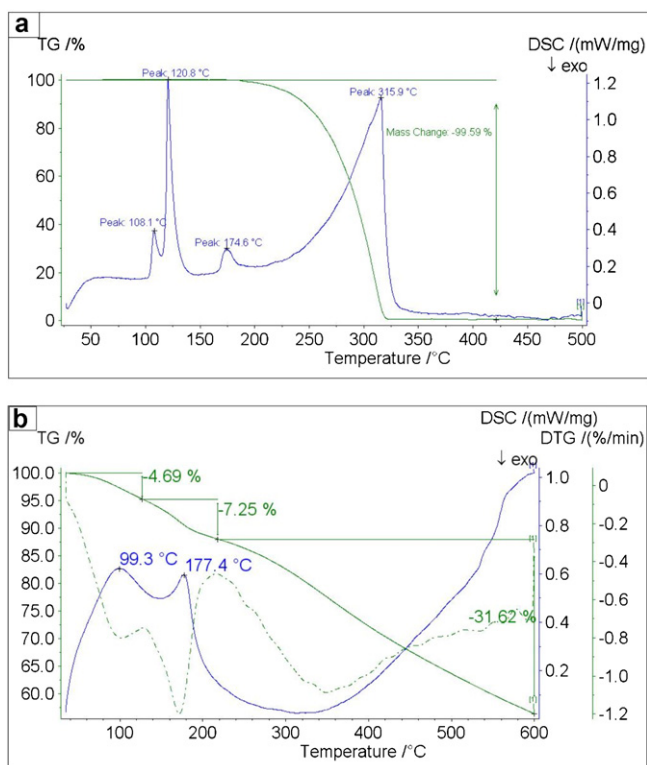 a
TG /%
DSC /(mW/mg)
↓ exo
Peak: 120.8 °C
Peak: 315.9 °C
Mass Change: -99.59 %
Peak: 108.1 °C
Peak: 174.6 °C
100
80
60
40
20
0
1.2
1.0
0.8
0.6
0.4
0.2
0
50 100 150 200 250 300 350 400 450 500
Temperature /°C
b
DSC /(mW/mg)
TG /%
DTG /(%/min)
↓ exo
100.0
95.0
90.0
85.0
80.0
75.0
70.0
65.0
60.0
-4.69 %
-7.25 %
99.3 °C
177.4 °C
-31.62 %
1.0
0.8
0.6
0.4
0.2
0
-0.2
-0.4
-0.6
-0.8
-1.0
-1.2
100 200 300 400 500 600
Temperature /°C